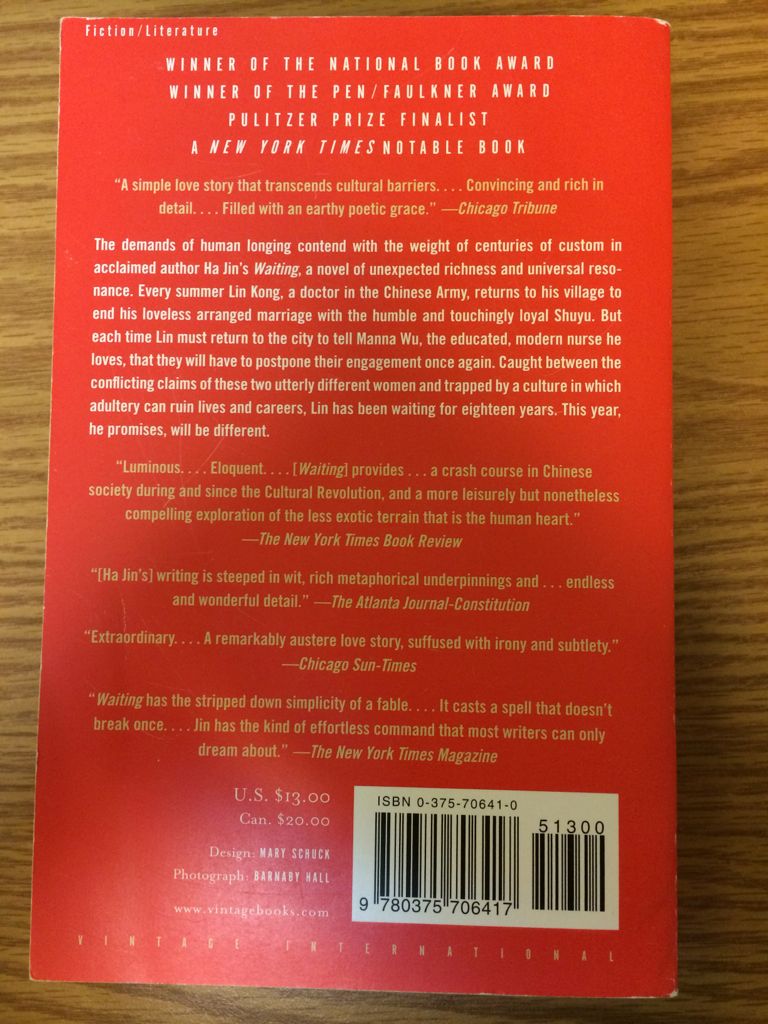 Fiction/Literature
WINNER OF THE NATIONAL BOOK AWARD
WINNER OF THE PEN/FAULKNER AWARD
PULITZER PRIZE FINALIST
A NEW YORK TIMES NOTABLE BOOK
“A simple love story that transcends cultural barriers. . . . Convincing and rich in
detail. . . . Filled with an earthy poetic grace.” —Chicago Tribune
The demands of human longing contend with the weight of centuries of custom in
acclaimed author Ha Jin's Waiting, a novel of unexpected richness and universal reso-
nance. Every summer Lin Kong, a doctor in the Chinese Army, returns to his village to
end his loveless arranged marriage with the humble and touchingly loyal Shuyu. But
each time Lin must return to the city to tell Manna Wu, the educated, modern nurse he
loves, that they will have to postpone their engagement once again. Caught between the
conflicting claims of these two utterly different women and trapped by a culture in which
adultery can ruin lives and careers, Lin has been waiting for eighteen years. This year,
he promises, will be different.
“Luminous. . . . Eloquent. . . . [Waiting] provides . . . a crash course in Chinese
society during and since the Cultural Revolution, and a more leisurely but nonetheless
compelling exploration of the less exotic terrain that is the human heart.”
—The New York Times Book Review
“[Ha Jin's] writing is steeped in wit, rich metaphorical underpinnings and . . . endless
and wonderful detail.” —The Atlanta Journal-Constitution
“Extraordinary. . . . A remarkably austere love story, suffused with irony and subtlety.”
—Chicago Sun-Times
“Waiting has the stripped down simplicity of a fable. . . . It casts a spell that doesn't
break once. . . . Jin has the kind of effortless command that most writers can only
dream about.” —The New York Times Magazine
U.S. $13.00
Can. $20.00
Design: MARY SCHUCK
Photograph: BARNABY HALL
www.vintagebooks.com
ISBN 0-375-70641-0
51300
9 780375 706417
VINTAGE INTERNATIONAL